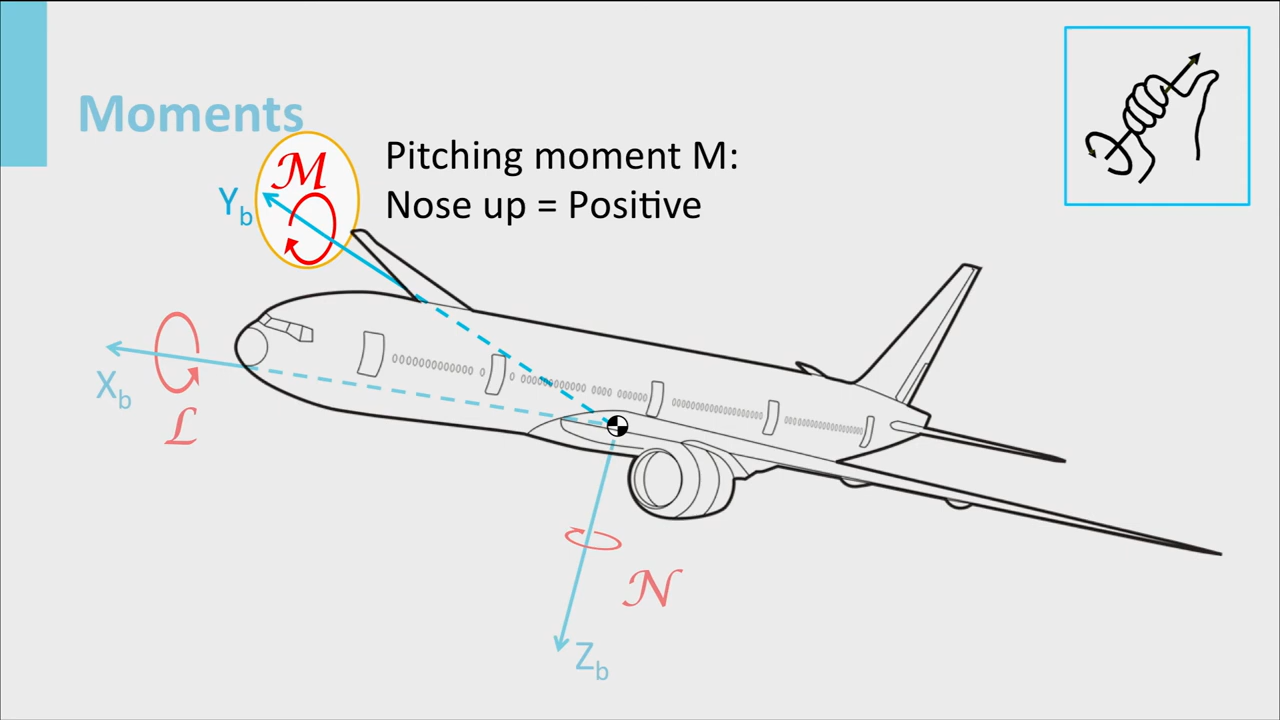 Moments
ℳ
Pitching moment M:
Nose up = Positive
Yb
Xb
ℒ
𝒩
Zb